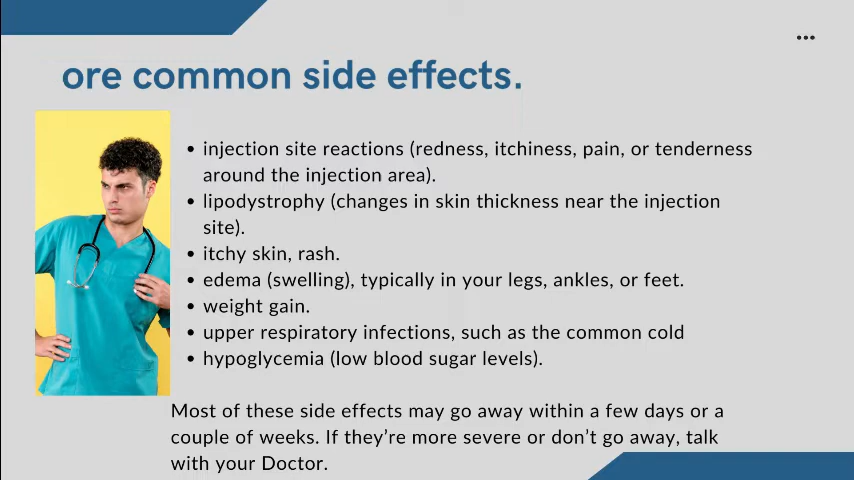 ore common side effects.
• injection site reactions (redness, itchiness, pain, or tenderness
around the injection area).
• lipodystrophy (changes in skin thickness near the injection
site).
• itchy skin, rash.
• edema (swelling), typically in your legs, ankles, or feet.
• weight gain.
• upper respiratory infections, such as the common cold
• hypoglycemia (low blood sugar levels).
Most of these side effects may go away within a few days or a
couple of weeks. If they’re more severe or don’t go away, talk
with your Doctor.